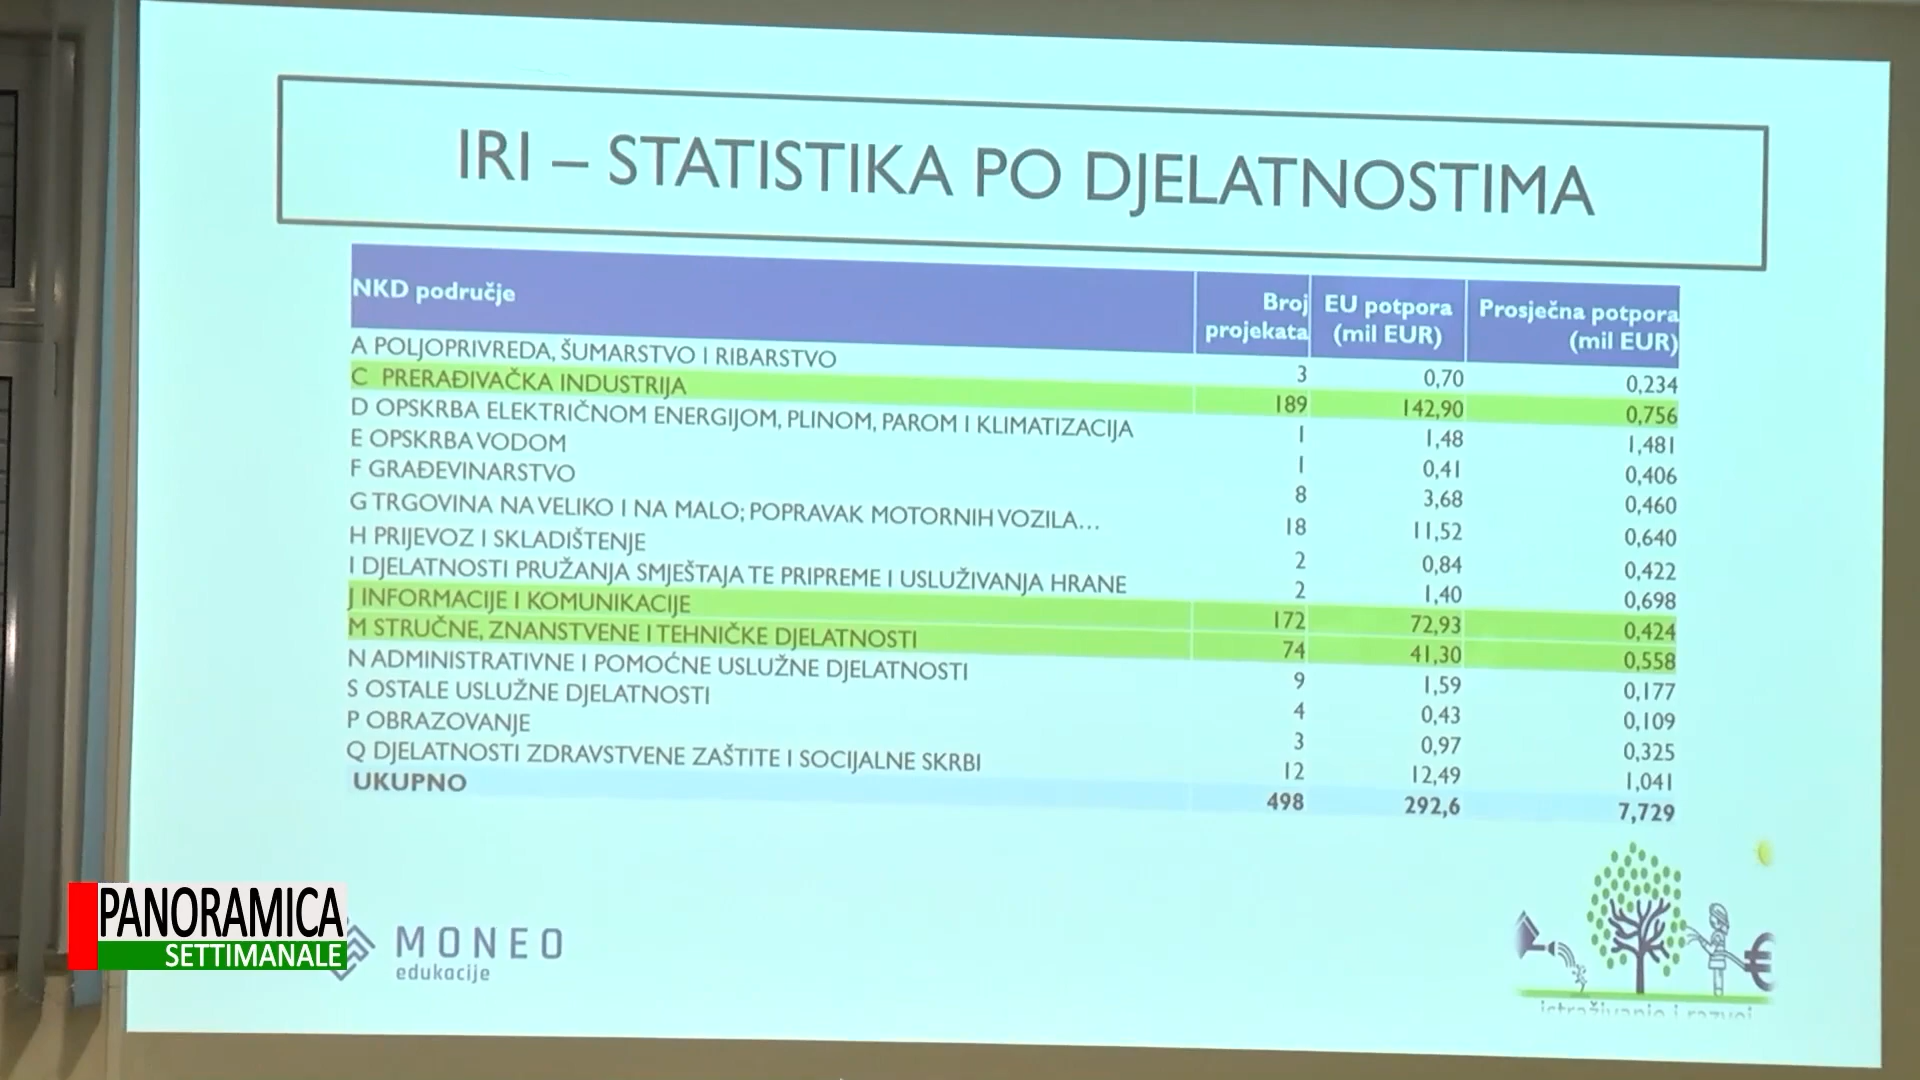 IRI – STATISTIKA PO DJELATNOSTIMA
NKD područje Broj projekata EU potpora (mil EUR) Prosječna potpora (mil EUR)
A POLJOPRIVREDA, ŠUMARSTVO I RIBARSTVO 3 0,70 0,234
C PRERAĐIVAČKA INDUSTRIJA 189 142,90 0,756
D OPSKRBA ELEKTRIČNOM ENERGIJOM, PLINOM, PAROM I KLIMATIZACIJA 1 1,48 1,481
E OPSKRBA VODOM 1 0,41 0,406
F GRAĐEVINARSTVO 8 3,68 0,460
G TRGOVINA NA VELIKO I NA MALO; POPRAVAK MOTORNIH VOZILA... 18 11,52 0,640
H PRIJEVOZ I SKLADIŠTENJE 2 0,84 0,422
I DJELATNOSTI PRUŽANJA SMJEŠTAJA TE PRIPREME I USLUŽIVANJA HRANE 2 1,40 0,698
J INFORMACIJE I KOMUNIKACIJE 172 72,93 0,424
M STRUČNE, ZNANSTVENE I TEHNIČKE DJELATNOSTI 74 41,30 0,558
N ADMINISTRATIVNE I POMOĆNE USLUŽNE DJELATNOSTI 9 1,59 0,177
S OSTALE USLUŽNE DJELATNOSTI 4 0,43 0,109
P OBRAZOVANJE 3 0,97 0,325
Q DJELATNOSTI ZDRAVSTVENE ZAŠTITE I SOCIJALNE SKRBI 12 12,49 1,041
UKUPNO 498 292,6 7,729
PANORAMICA
SETTIMANALE
MONEO
edukacije
istraživanje i razvoj